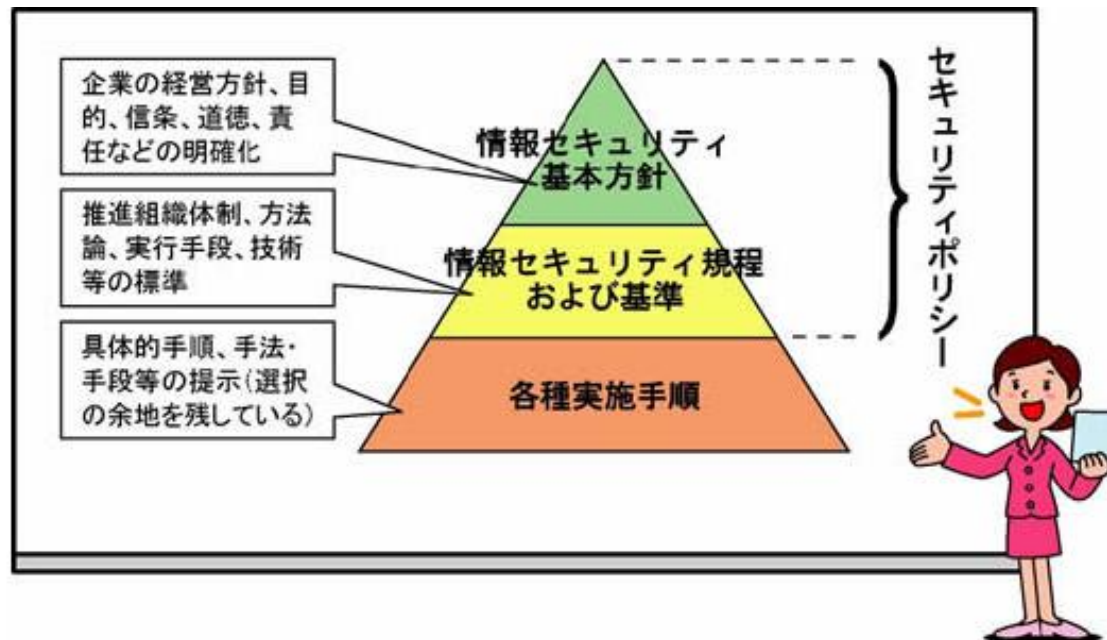 企業の経営方針、目
的、信条、道徳、責
任などの明確化
情報セキュリティ
基本方針
推進組織体制、方法
論、実行手段、技術
等の標準
情報セキュリティ規程
および基準
具体的手順、手法・
手段等の提示（選択
の余地を残している）
各種実施手順
セキュリティポリシー